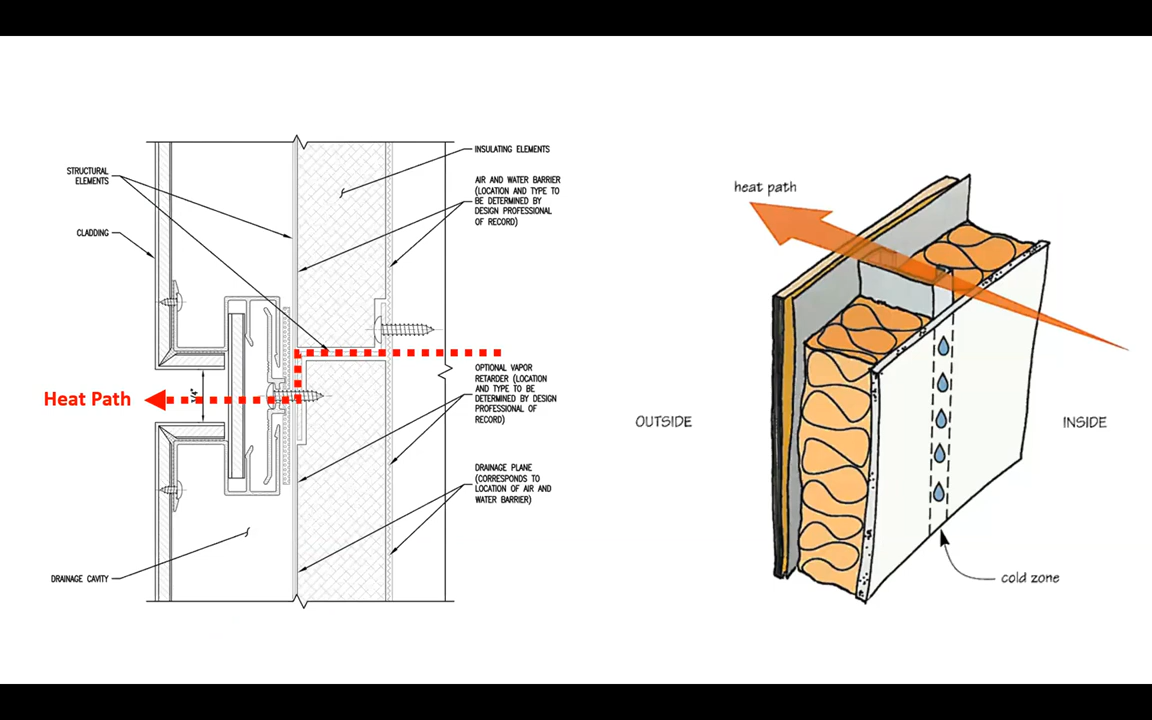 STRUCTURAL
ELEMENTS
CLADDING
Heat Path
1/4"
DRAINAGE CAVITY
INSULATING ELEMENTS
AIR AND WATER BARRIER
(LOCATION AND TYPE TO
BE DETERMINED BY
DESIGN PROFESSIONAL
OF RECORD)
OPTIONAL VAPOR
RETARDER (LOCATION
AND TYPE TO BE
DETERMINED BY DESIGN
PROFESSIONAL OF
RECORD)
DRAINAGE PLANE
(CORRESPONDS TO
LOCATION OF AIR AND
WATER BARRIER)
heat path
OUTSIDE
INSIDE
cold zone